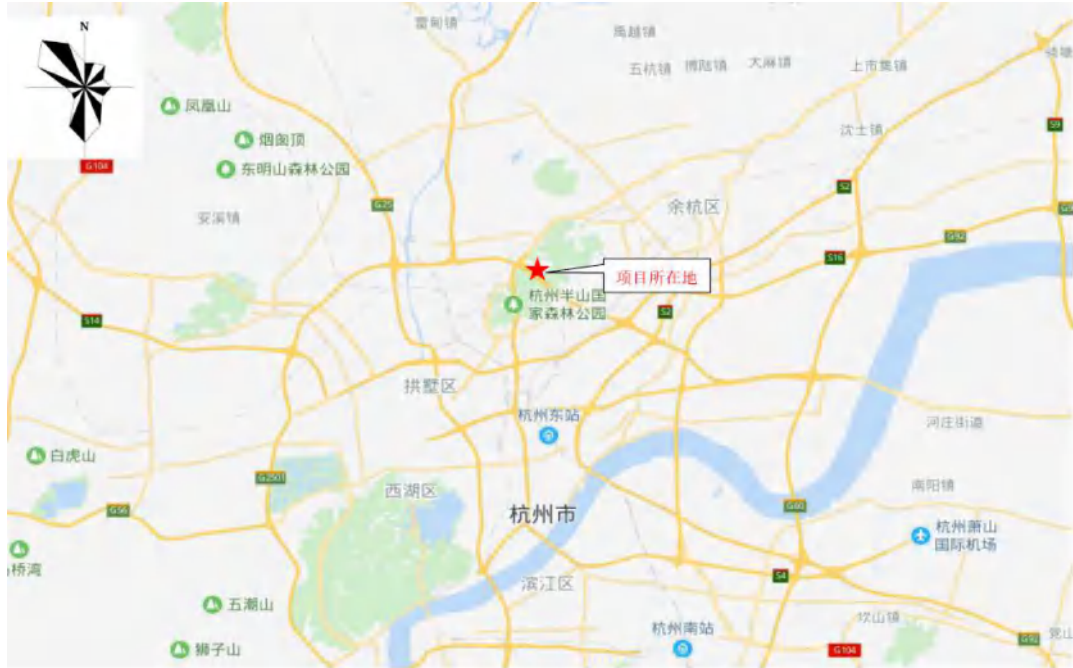 N
雷甸镇
禹越镇
五杭镇
博陆镇
大麻镇
上市集镇
凤凰山
烟囱顶
沈士镇
S9
G104
东明山森林公园
S2
G25
余杭区
安溪镇
G92
S16
项目所在地
杭州半山国
家森林公园
S2
S14
拱墅区
杭州东站
河庄街道
白虎山
G2501
西湖区
南阳镇
G56
G60
杭州市
杭州萧山
国际机场
桥湾
S4
滨江区
五潮山
坎山镇
杭州南站
G92
狮子山
G104